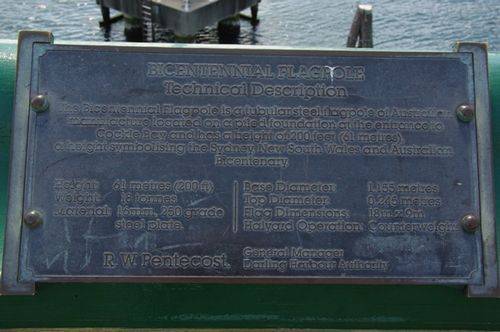 BICENTENNIAL FLAGPOLE
Technical Description
This Bicentennial Flagpole is a tubular steel flagpole of Australian
manufacture located on a piled foundation at the entrance to
Cockle Bay and has a height of 200 feet (61 metres)
a height symbolising the Sydney, New South Wales and Australian
Bicentenary
Height 61 metres (200 ft)
Weight 18 tonnes
Material 16mm, 250 grade
steel plate
Base Diameter 1.155 metres
Top Diameter metres
Flag Dimensions 18m x 9m
Halyard Operation Counterweight
R. W. Pentecost. General Manager
Darling Harbour Authority